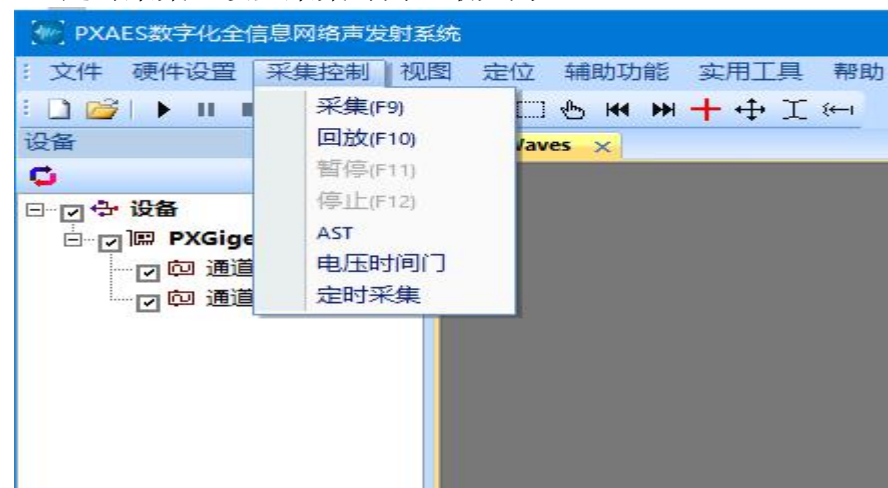 PXAES数字化全信息网络声发射系统
文件 硬件设置 采集控制 视图 定位 辅助功能 实用工具 帮助
采集(F9)
设备
回放(F10)
暂停(F11)
设备
停止(F12)
AST
通道
电压时间门
通道
定时采集